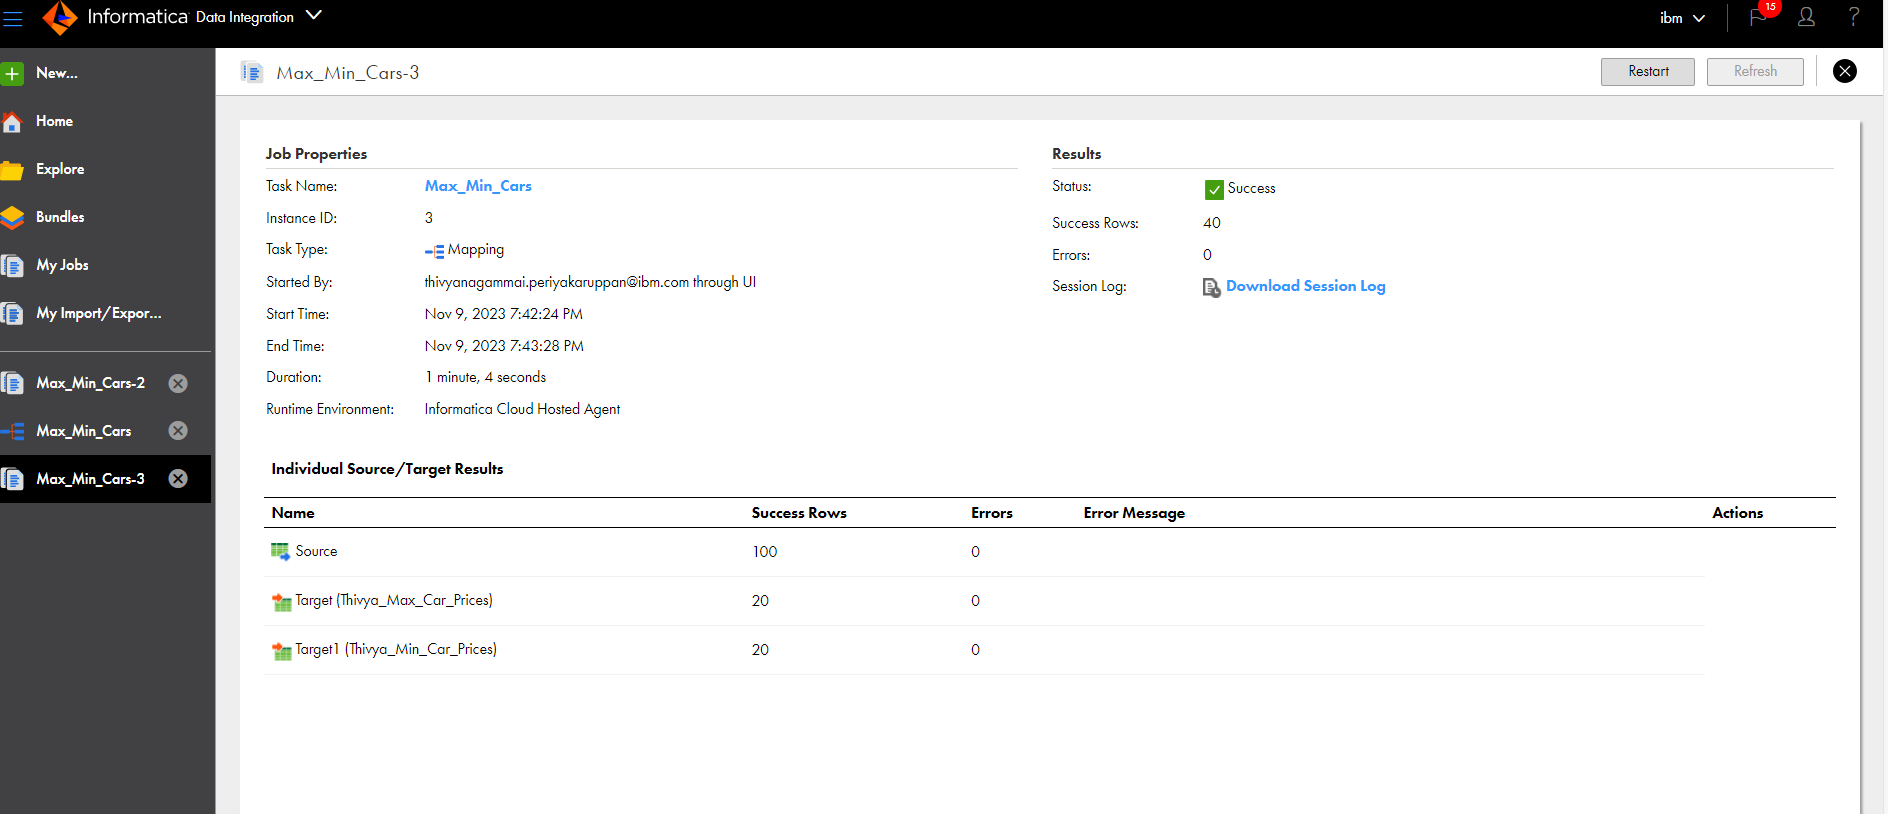 Informatica Data Integration
ibm
15
?
New...
Home
Explore
Bundles
My Jobs
My Import/Expor...
Max_Min_Cars-2
Max_Min_Cars
Max_Min_Cars-3
Max_Min_Cars-3
Restart
Refresh
Job Properties
Task Name: Max_Min_Cars
Instance ID: 3
Task Type: Mapping
Started By: thivyanagammai.periyakaruppan@ibm.com through UI
Start Time: Nov 9, 2023 7:42:24 PM
End Time: Nov 9, 2023 7:43:28 PM
Duration: 1 minute, 4 seconds
Runtime Environment: Informatica Cloud Hosted Agent
Results
Status: Success
Success Rows: 40
Errors: 0
Session Log: Download Session Log
Individual Source/Target Results
Name Success Rows Errors Error Message Actions
Source 100 0
Target (Thivya_Max_Car_Prices) 20 0
Target1 (Thivya_Min_Car_Prices) 20 0